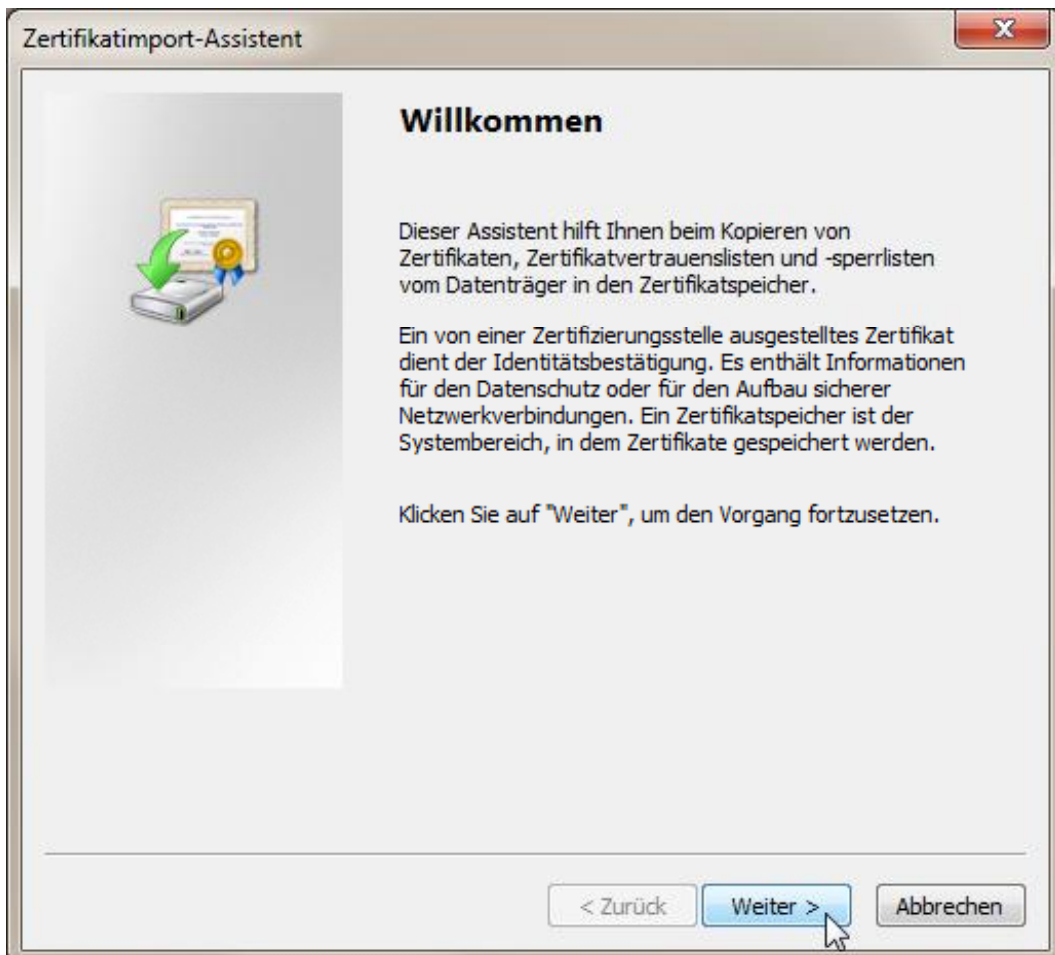 Zertifikatimport-Assistent
Willkommen
Dieser Assistent hilft Ihnen beim Kopieren von
Zertifikaten, Zertifikatvertrauenslisten und -sperrlisten
vom Datenträger in den Zertifikatspeicher.
Ein von einer Zertifizierungsstelle ausgestelltes Zertifikat
dient der Identitätsbestätigung. Es enthält Informationen
für den Datenschutz oder für den Aufbau sicherer
Netzwerkverbindungen. Ein Zertifikatspeicher ist der
Systembereich, in dem Zertifikate gespeichert werden.
Klicken Sie auf "Weiter", um den Vorgang fortzusetzen.
< Zurück Weiter > Abbrechen